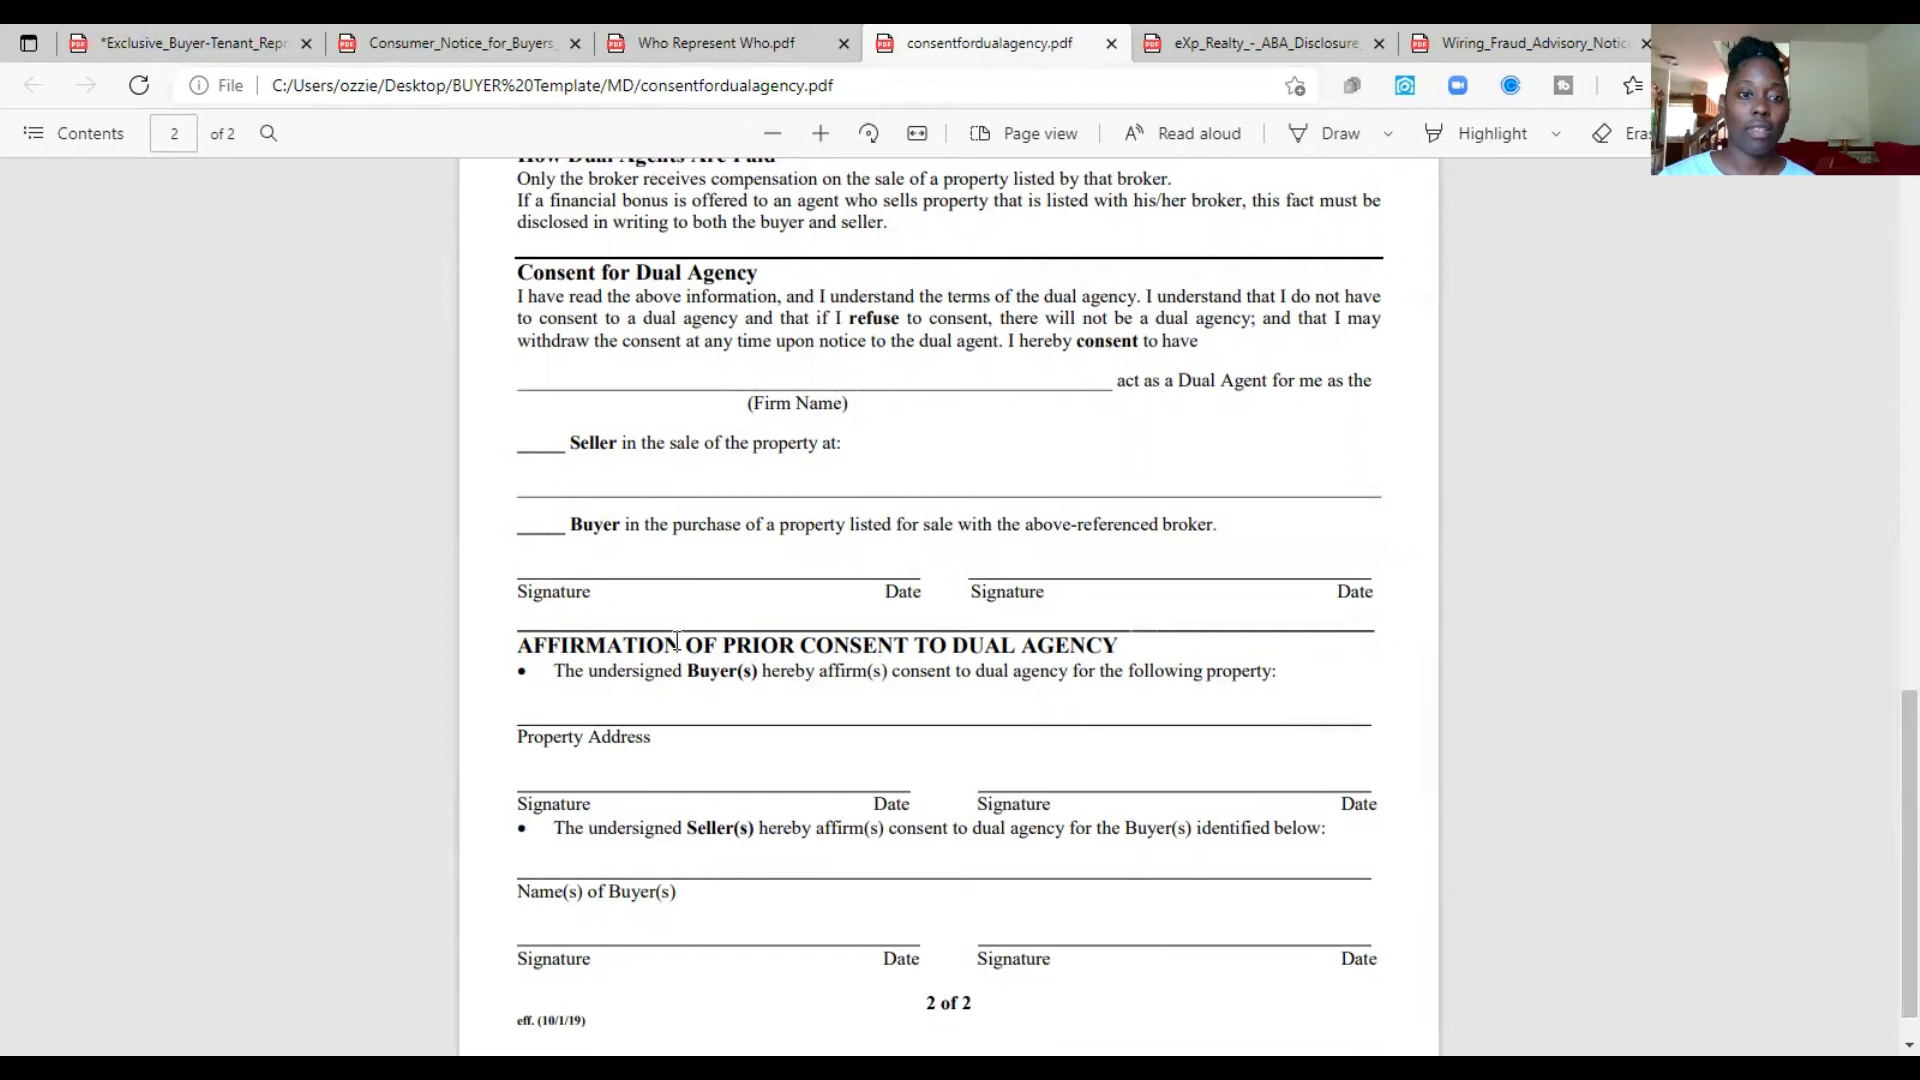 *Exclusive_Buyer-Tenant_Repr
Consumer_Notice_for_Buyers_
Who Represent Who.pdf
consentfordualagency.pdf
eXp_Realty_-_ABA_Disclosure_
Wiring_Fraud_Advisory_Notic
File
C:/Users/ozzie/Desktop/BUYER%20Template/MD/consentfordualagency.pdf
Contents
2
of 2
Page view
Read aloud
Draw
Highlight
Eras
How Dual Agents Are Paid
Only the broker receives compensation on the sale of a property listed by that broker.
If a financial bonus is offered to an agent who sells property that is listed with his/her broker, this fact must be
disclosed in writing to both the buyer and seller.
Consent for Dual Agency
I have read the above information, and I understand the terms of the dual agency. I understand that I do not have
to consent to a dual agency and that if I refuse to consent, there will not be a dual agency; and that I may
withdraw the consent at any time upon notice to the dual agent. I hereby consent to have
act as a Dual Agent for me as the
(Firm Name)
_____ Seller in the sale of the property at:
_____ Buyer in the purchase of a property listed for sale with the above-referenced broker.
Signature Date Signature Date
AFFIRMATION OF PRIOR CONSENT TO DUAL AGENCY
• The undersigned Buyer(s) hereby affirm(s) consent to dual agency for the following property:
Property Address
Signature Date Signature Date
• The undersigned Seller(s) hereby affirm(s) consent to dual agency for the Buyer(s) identified below:
Name(s) of Buyer(s)
Signature Date Signature Date
2 of 2
eff. (10/1/19)